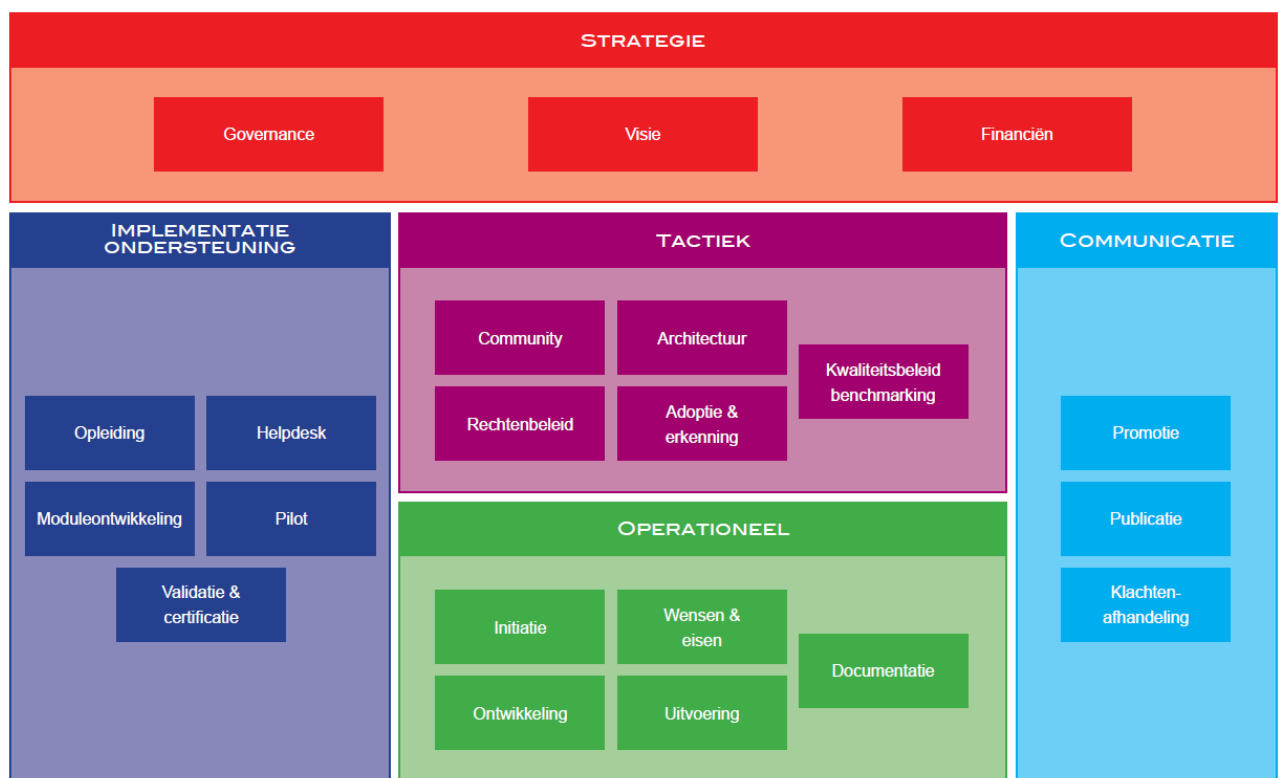 STRATEGIE
Governance
Visie
Financiën
IMPLEMENTATIE
ONDERSTEUNING
Opleiding
Helpdesk
Moduleontwikkeling
Pilot
Validatie &
certificatie
TACTIEK
Community
Architectuur
Rechtenbeleid
Adoptie &
erkenning
Kwaliteitsbeleid
benchmarking
OPERATIONEEL
Initiatie
Wensen &
eisen
Ontwikkeling
Uitvoering
Documentatie
COMMUNICATIE
Promotie
Publicatie
Klachten-
afhandeling